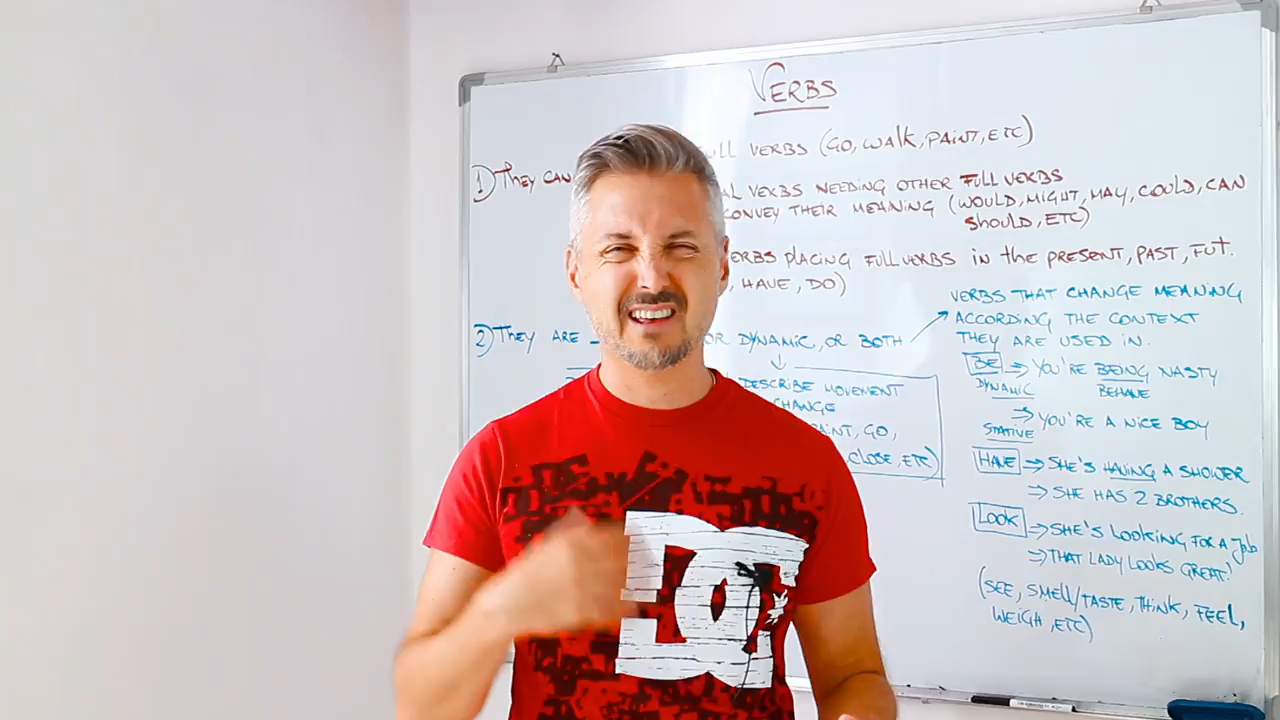 VERBS
FULL VERBS (GO, WALK, PAINT, ETC)
1) THEY CAN
VERBS NEEDING OTHER FULL VERBS
CONVEY THEIR MEANING (WOULD, MIGHT, MAY, COULD, CAN
SHOULD, ETC)
VERBS PLACING FULL VERBS IN THE PRESENT, PAST, FUT.
, HAVE, DO)
2) THEY ARE
OR DYNAMIC, OR BOTH
DESCRIBE MOVEMENT
CHANGE
PAINT, GO,
CLOSE, ETC)
VERBS THAT CHANGE MEANING
ACCORDING THE CONTEXT
THEY ARE USED IN.
BE ⇒ YOU'RE BEING NASTY
DYNAMIC BEHAVE
⇒ YOU'RE A NICE BOY
STATIVE
HAVE ⇒ SHE'S HAVING A SHOWER
⇒ SHE HAS 2 BROTHERS.
LOOK ⇒ SHE'S LOOKING FOR A JOB
⇒ THAT LADY LOOKS GREAT!
(SEE, SMELL/TASTE, THINK, FEEL,
WEIGH, ETC)
DC